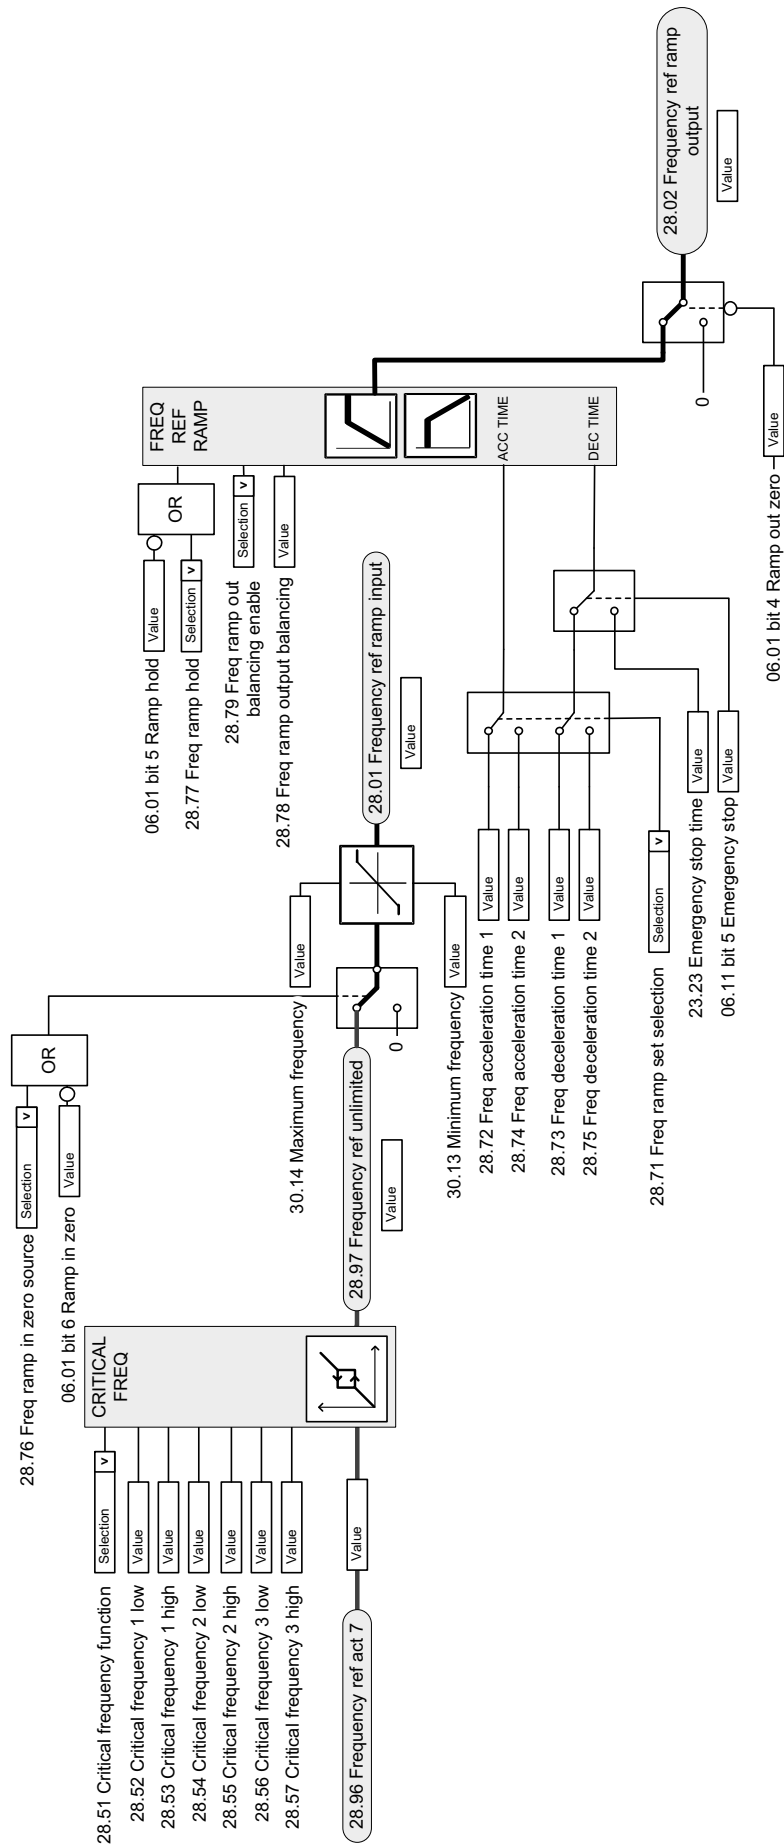 28.76 Freq ramp in zero source
Selection
v
06.01 bit 6 Ramp in zero
Value
OR
28.51 Critical frequency function
Selection
v
28.52 Critical frequency 1 low
Value
28.53 Critical frequency 1 high
Value
28.54 Critical frequency 2 low
Value
28.55 Critical frequency 2 high
Value
28.56 Critical frequency 3 low
Value
28.57 Critical frequency 3 high
Value
CRITICAL
FREQ
28.96 Frequency ref act 7
Value
28.97 Frequency ref unlimited
Value
0
30.14 Maximum frequency
Value
30.13 Minimum frequency
Value
28.01 Frequency ref ramp input
Value
06.01 bit 5 Ramp hold
Value
28.77 Freq ramp hold
Selection
v
OR
28.79 Freq ramp out
balancing enable
Selection
v
28.78 Freq ramp output balancing
Value
FREQ
REF
RAMP
ACC TIME
DEC TIME
28.72 Freq acceleration time 1
Value
28.74 Freq acceleration time 2
Value
28.73 Freq deceleration time 1
Value
28.75 Freq deceleration time 2
Value
28.71 Freq ramp set selection
Selection
v
23.23 Emergency stop time
Value
06.11 bit 5 Emergency stop
Value
0
06.01 bit 4 Ramp out zero
Value
28.02 Frequency ref ramp
output
Value